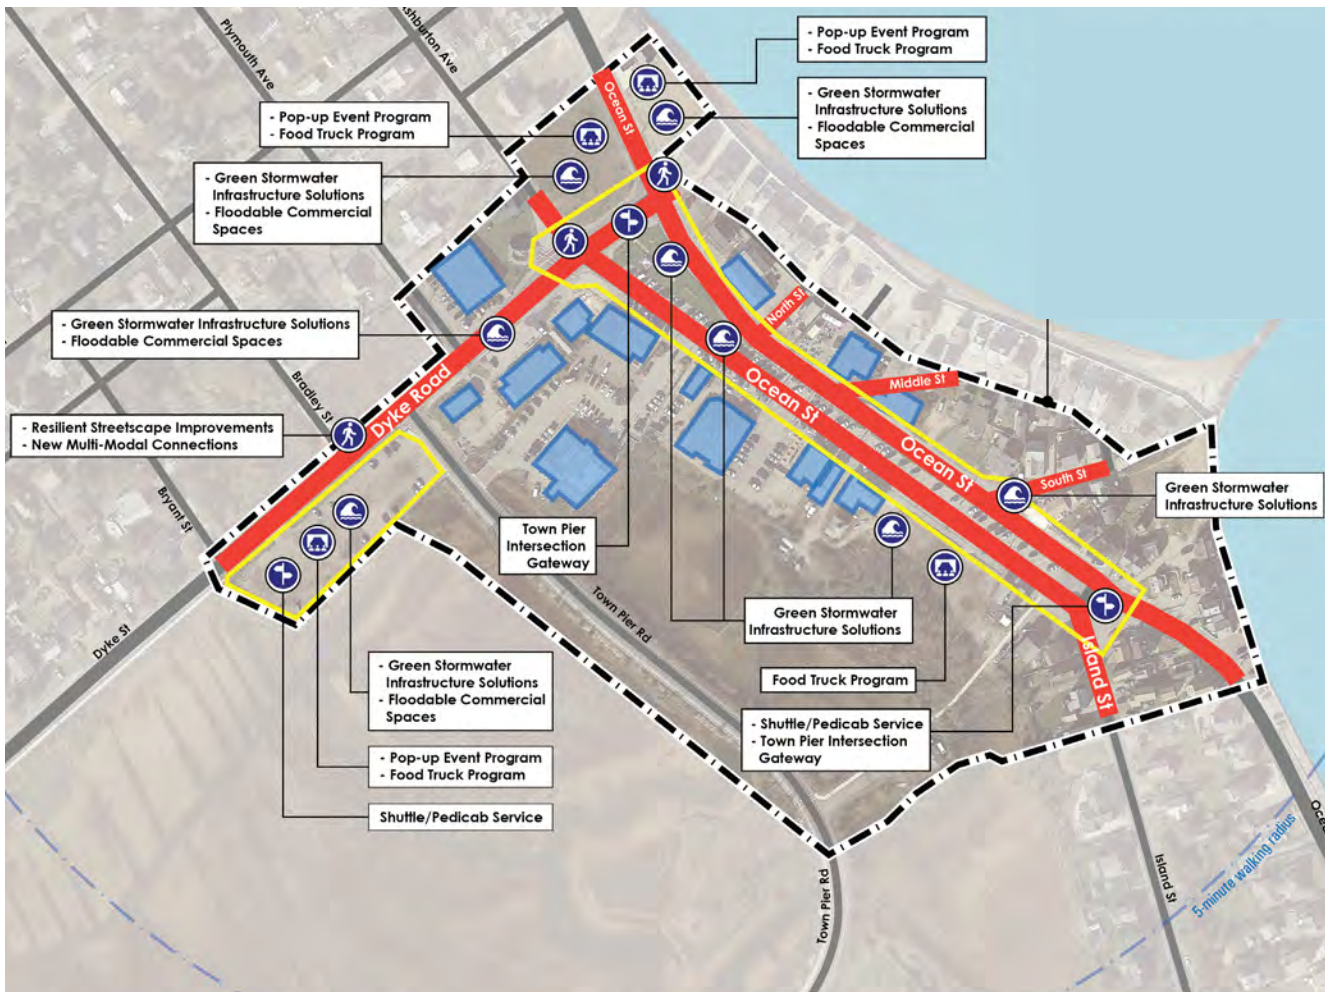 Plymouth Ave
Ashburton Ave
Ocean St
- Pop-up Event Program
- Food Truck Program
- Green Stormwater
Infrastructure Solutions
- Floodable Commercial
Spaces
- Pop-up Event Program
- Food Truck Program
- Green Stormwater
Infrastructure Solutions
- Floodable Commercial
Spaces
North St
- Green Stormwater Infrastructure Solutions
- Floodable Commercial Spaces
Bradley St
Dyke Road
Ocean St
Middle St
- Resilient Streetscape Improvements
- New Multi-Modal Connections
Ocean St
South St
Green Stormwater
Infrastructure Solutions
Bryant St
Town Pier
Intersection
Gateway
Dyke St
Town Pier Rd
Green Stormwater
Infrastructure Solutions
Island St
- Green Stormwater
Infrastructure Solutions
- Floodable Commercial
Spaces
Food Truck Program
- Shuttle/Pedicab Service
- Town Pier Intersection
Gateway
- Pop-up Event Program
- Food Truck Program
Shuttle/Pedicab Service
5-minute walking radius
Island St
Town Pier Rd